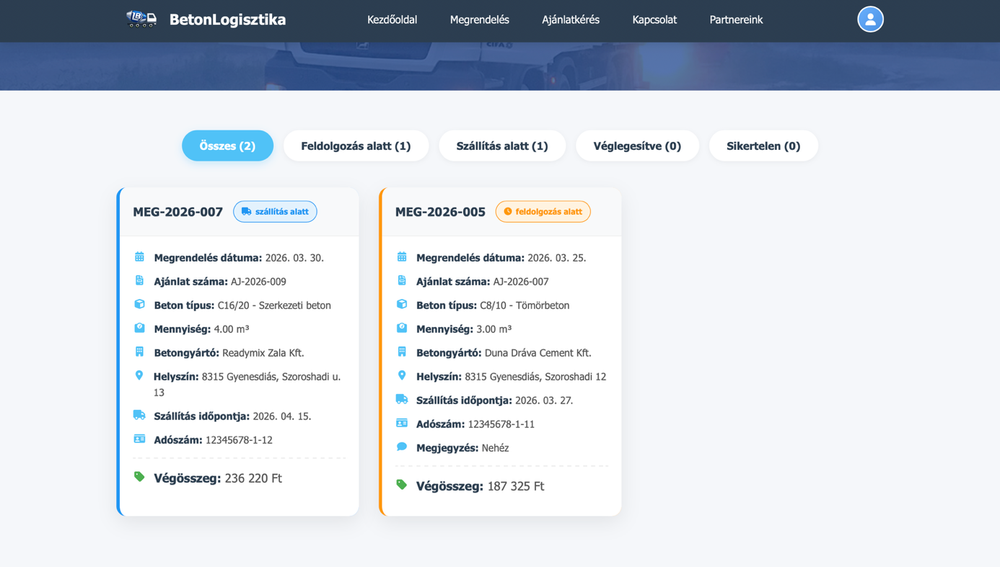 BetonLogisztika
Kezdőoldal
Megrendelés
Ajánlatkérés
Kapcsolat
Partnereink
Összes (2)
Feldolgozás alatt (1)
Szállítás alatt (1)
Véglegesítve (0)
Sikertelen (0)
MEG-2026-007
szállítás alatt
Megrendelés dátuma: 2026. 03. 30.
Ajánlat száma: AJ-2026-009
Beton típus: C16/20 - Szerkezeti beton
Mennyiség: 4.00 m³
Betongyártó: Readymix Zala Kft.
Helyszín: 8315 Gyenesdiás, Szoroshadi u.
13
Szállítás időpontja: 2026. 04. 15.
Adószám: 12345678-1-12
Végösszeg: 236 220 Ft
MEG-2026-005
feldolgozás alatt
Megrendelés dátuma: 2026. 03. 25.
Ajánlat száma: AJ-2026-007
Beton típus: C8/10 - Tömörbeton
Mennyiség: 3.00 m³
Betongyártó: Duna Dráva Cement Kft.
Helyszín: 8315 Gyenesdiás, Szoroshadi 12
Szállítás időpontja: 2026. 03. 27.
Adószám: 12345678-1-11
Megjegyzés: Nehéz
Végösszeg: 187 325 Ft